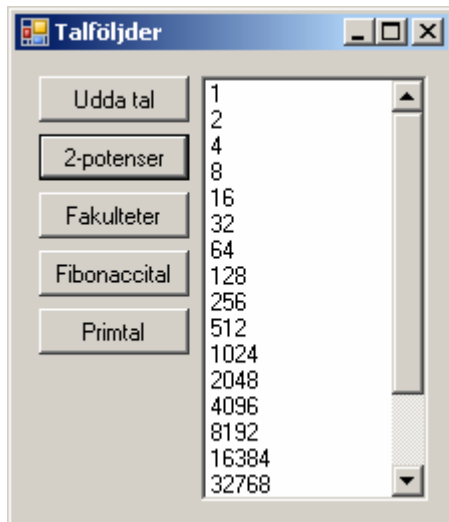 Talföljder
Udda tal
2-potenser
Fakulteter
Fibonaccital
Primtal
1
2
4
8
16
32
64
128
256
512
1024
2048
4096
8192
16384
32768